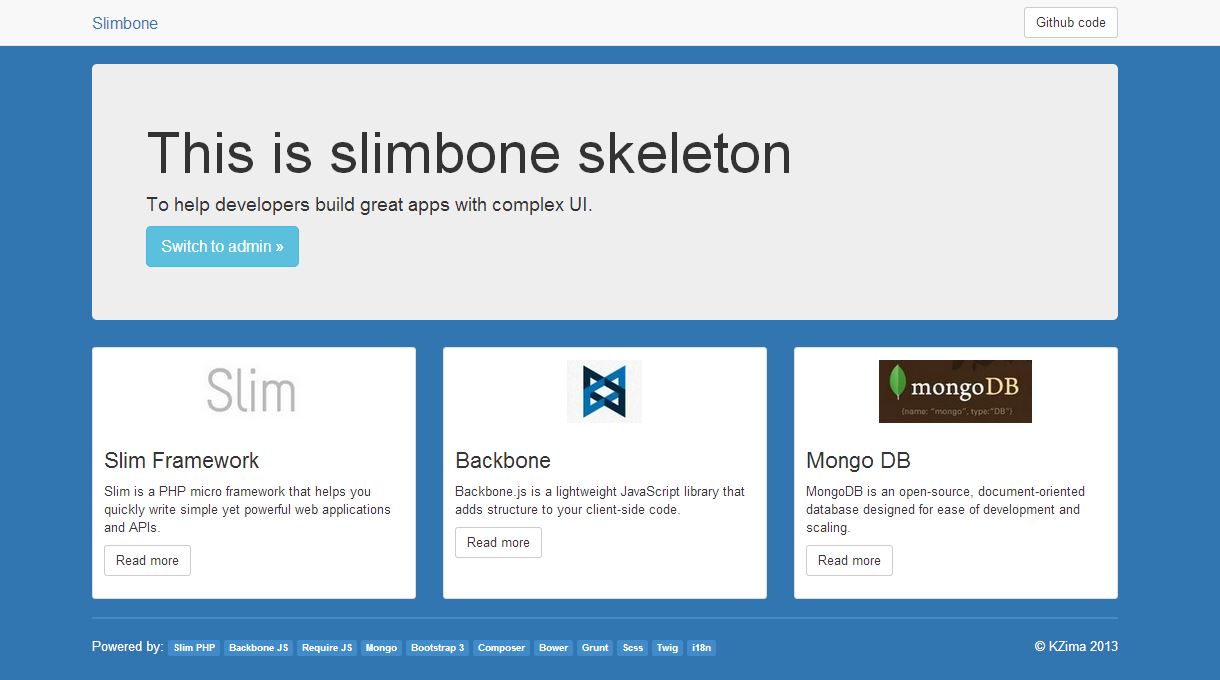 Slimbone
Github code
This is slimbone skeleton
To help developers build great apps with complex UI.
Switch to admin »
Slim
Slim Framework
Slim is a PHP micro framework that helps you
quickly write simple yet powerful web applications
and APIs.
Read more
Backbone
Backbone.js is a lightweight JavaScript library that
adds structure to your client-side code.
Read more
mongoDB
{name: "mongo", type:"DB"}
Mongo DB
MongoDB is an open-source, document-oriented
database designed for ease of development and
scaling.
Read more
Powered by: Slim PHP Backbone JS Require JS Mongo Bootstrap 3 Composer Bower Grunt Scss Twig i18n
© KZima 2013